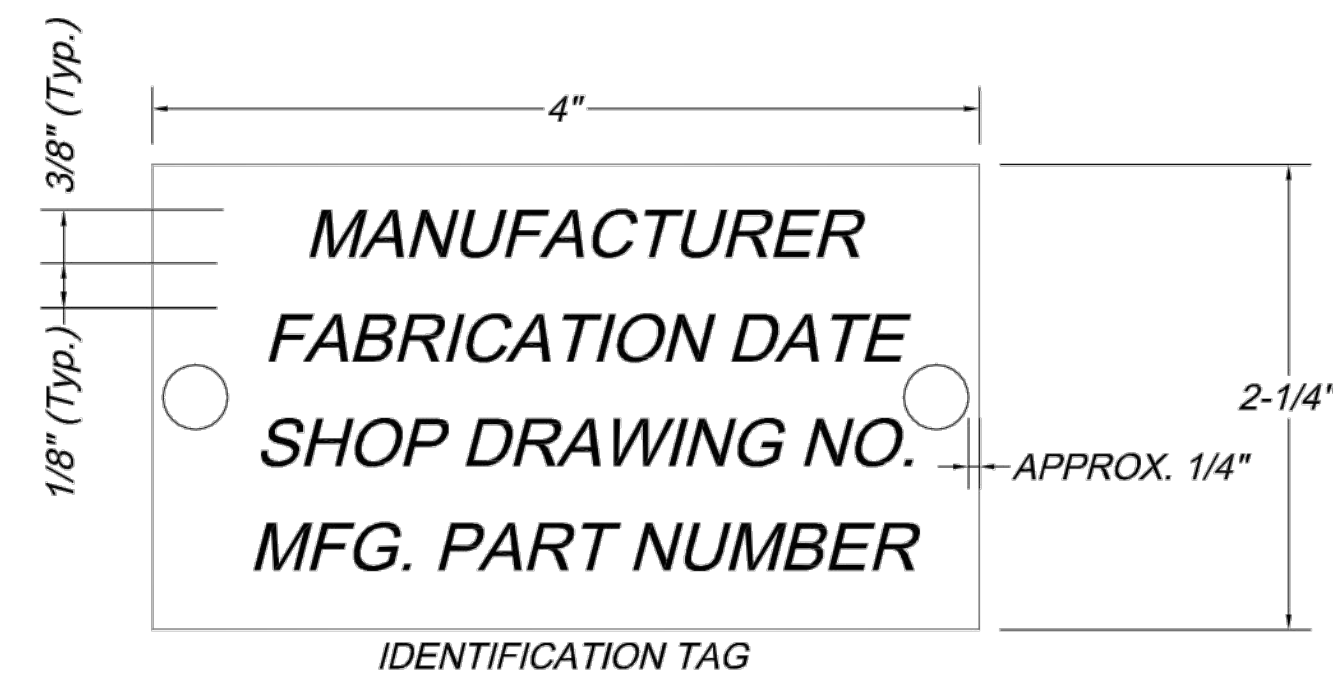 3/8" (Typ.)
4"
MANUFACTURER
FABRICATION DATE
1/8" (Typ.)
2-1/4"
SHOP DRAWING NO.
APPROX. 1/4"
MFG. PART NUMBER
IDENTIFICATION TAG